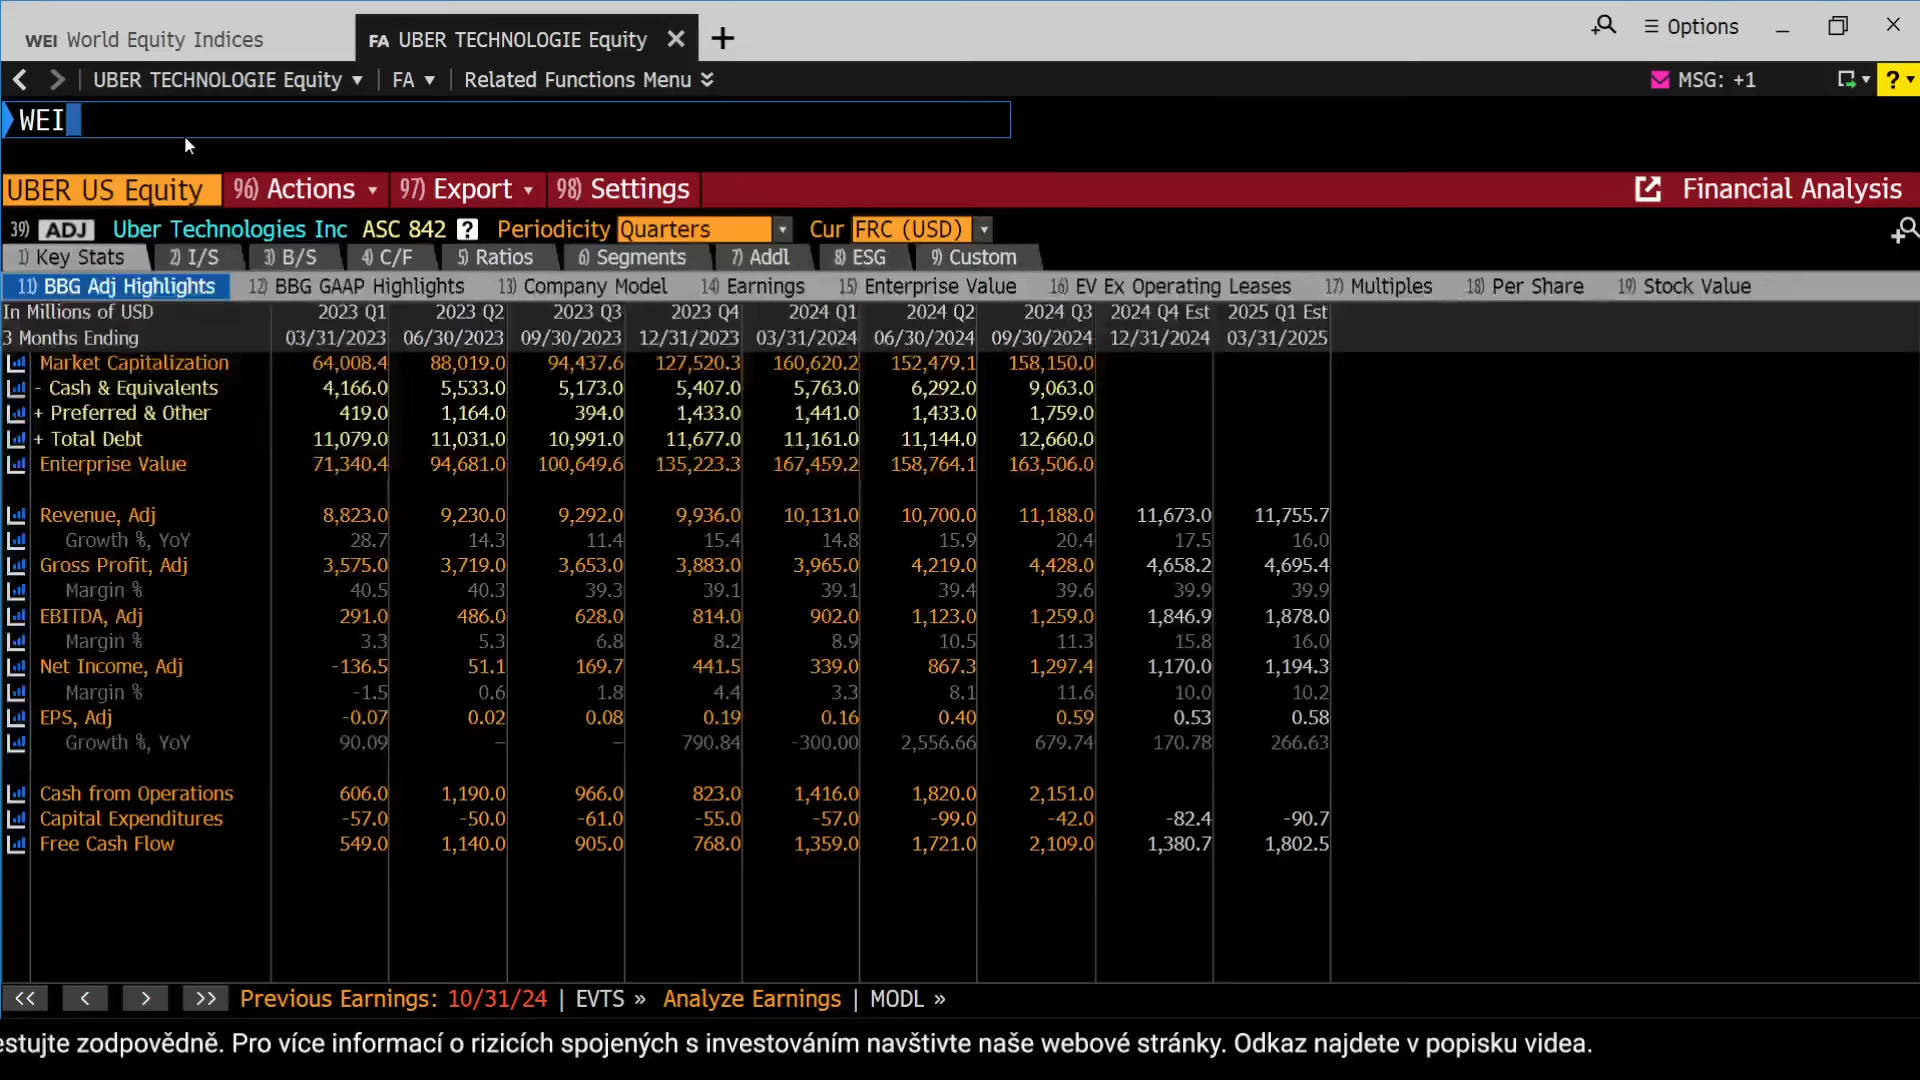 WEI World Equity Indices
FA UBER TECHNOLOGIE Equity
Options
UBER TECHNOLOGIE Equity FA Related Functions Menu
MSG: +1
?
WEI
UBER US Equity 96) Actions 97) Export 98) Settings Financial Analysis
39) ADJ Uber Technologies Inc ASC 842 ? Periodicity Quarters Cur FRC (USD)
1) Key Stats 2) I/S 3) B/S 4) C/F 5) Ratios 6) Segments 7) Addl 8) ESG 9) Custom
11) BBG Adj Highlights 12) BBG GAAP Highlights 13) Company Model 14) Earnings 15) Enterprise Value 16) EV Ex Operating Leases 17) Multiples 18) Per Share 19) Stock Value
In Millions of USD 2023 Q1 2023 Q2 2023 Q3 2023 Q4 2024 Q1 2024 Q2 2024 Q3 2024 Q4 Est 2025 Q1 Est
3 Months Ending 03/31/2023 06/30/2023 09/30/2023 12/31/2023 03/31/2024 06/30/2024 09/30/2024 12/31/2024 03/31/2025
Market Capitalization 64,008.4 88,019.0 94,437.6 127,520.3 160,620.2 152,479.1 158,150.0
- Cash & Equivalents 4,166.0 5,533.0 5,173.0 5,407.0 5,763.0 6,292.0 9,063.0
+ Preferred & Other 419.0 1,164.0 394.0 1,433.0 1,441.0 1,433.0 1,759.0
+ Total Debt 11,079.0 11,031.0 10,991.0 11,677.0 11,161.0 11,144.0 12,660.0
Enterprise Value 71,340.4 94,681.0 100,649.6 135,223.3 167,459.2 158,764.1 163,506.0
Revenue, Adj 8,823.0 9,230.0 9,292.0 9,936.0 10,131.0 10,700.0 11,188.0 11,673.0 11,755.7
Growth %, YoY 28.7 14.3 11.4 15.4 14.8 15.9 20.4 17.5 16.0
Gross Profit, Adj 3,575.0 3,719.0 3,653.0 3,883.0 3,965.0 4,219.0 4,428.0 4,658.2 4,695.4
Margin % 40.5 40.3 39.3 39.1 39.1 39.4 39.6 39.9 39.9
EBITDA, Adj 291.0 486.0 628.0 814.0 902.0 1,123.0 1,259.0 1,846.9 1,878.0
Margin % 3.3 5.3 6.8 8.2 8.9 10.5 11.3 15.8 16.0
Net Income, Adj -136.5 51.1 169.7 441.5 339.0 867.3 1,297.4 1,170.0 1,194.3
Margin % -1.5 0.6 1.8 4.4 3.3 8.1 11.6 10.0 10.2
EPS, Adj -0.07 0.02 0.08 0.19 0.16 0.40 0.59 0.53 0.58
Growth %, YoY 90.09 – – 790.84 -300.00 2,556.66 679.74 170.78 266.63
Cash from Operations 606.0 1,190.0 966.0 823.0 1,416.0 1,820.0 2,151.0
Capital Expenditures -57.0 -50.0 -61.0 -55.0 -57.0 -99.0 -42.0 -82.4 -90.7
Free Cash Flow 549.0 1,140.0 905.0 768.0 1,359.0 1,721.0 2,109.0 1,380.7 1,802.5
<< < > >> Previous Earnings: 10/31/24 | EVTS » Analyze Earnings | MODL »
estujte zodpovědně. Pro více informací o rizicích spojených s investováním navštivte naše webové stránky. Odkaz najdete v popisku videa.